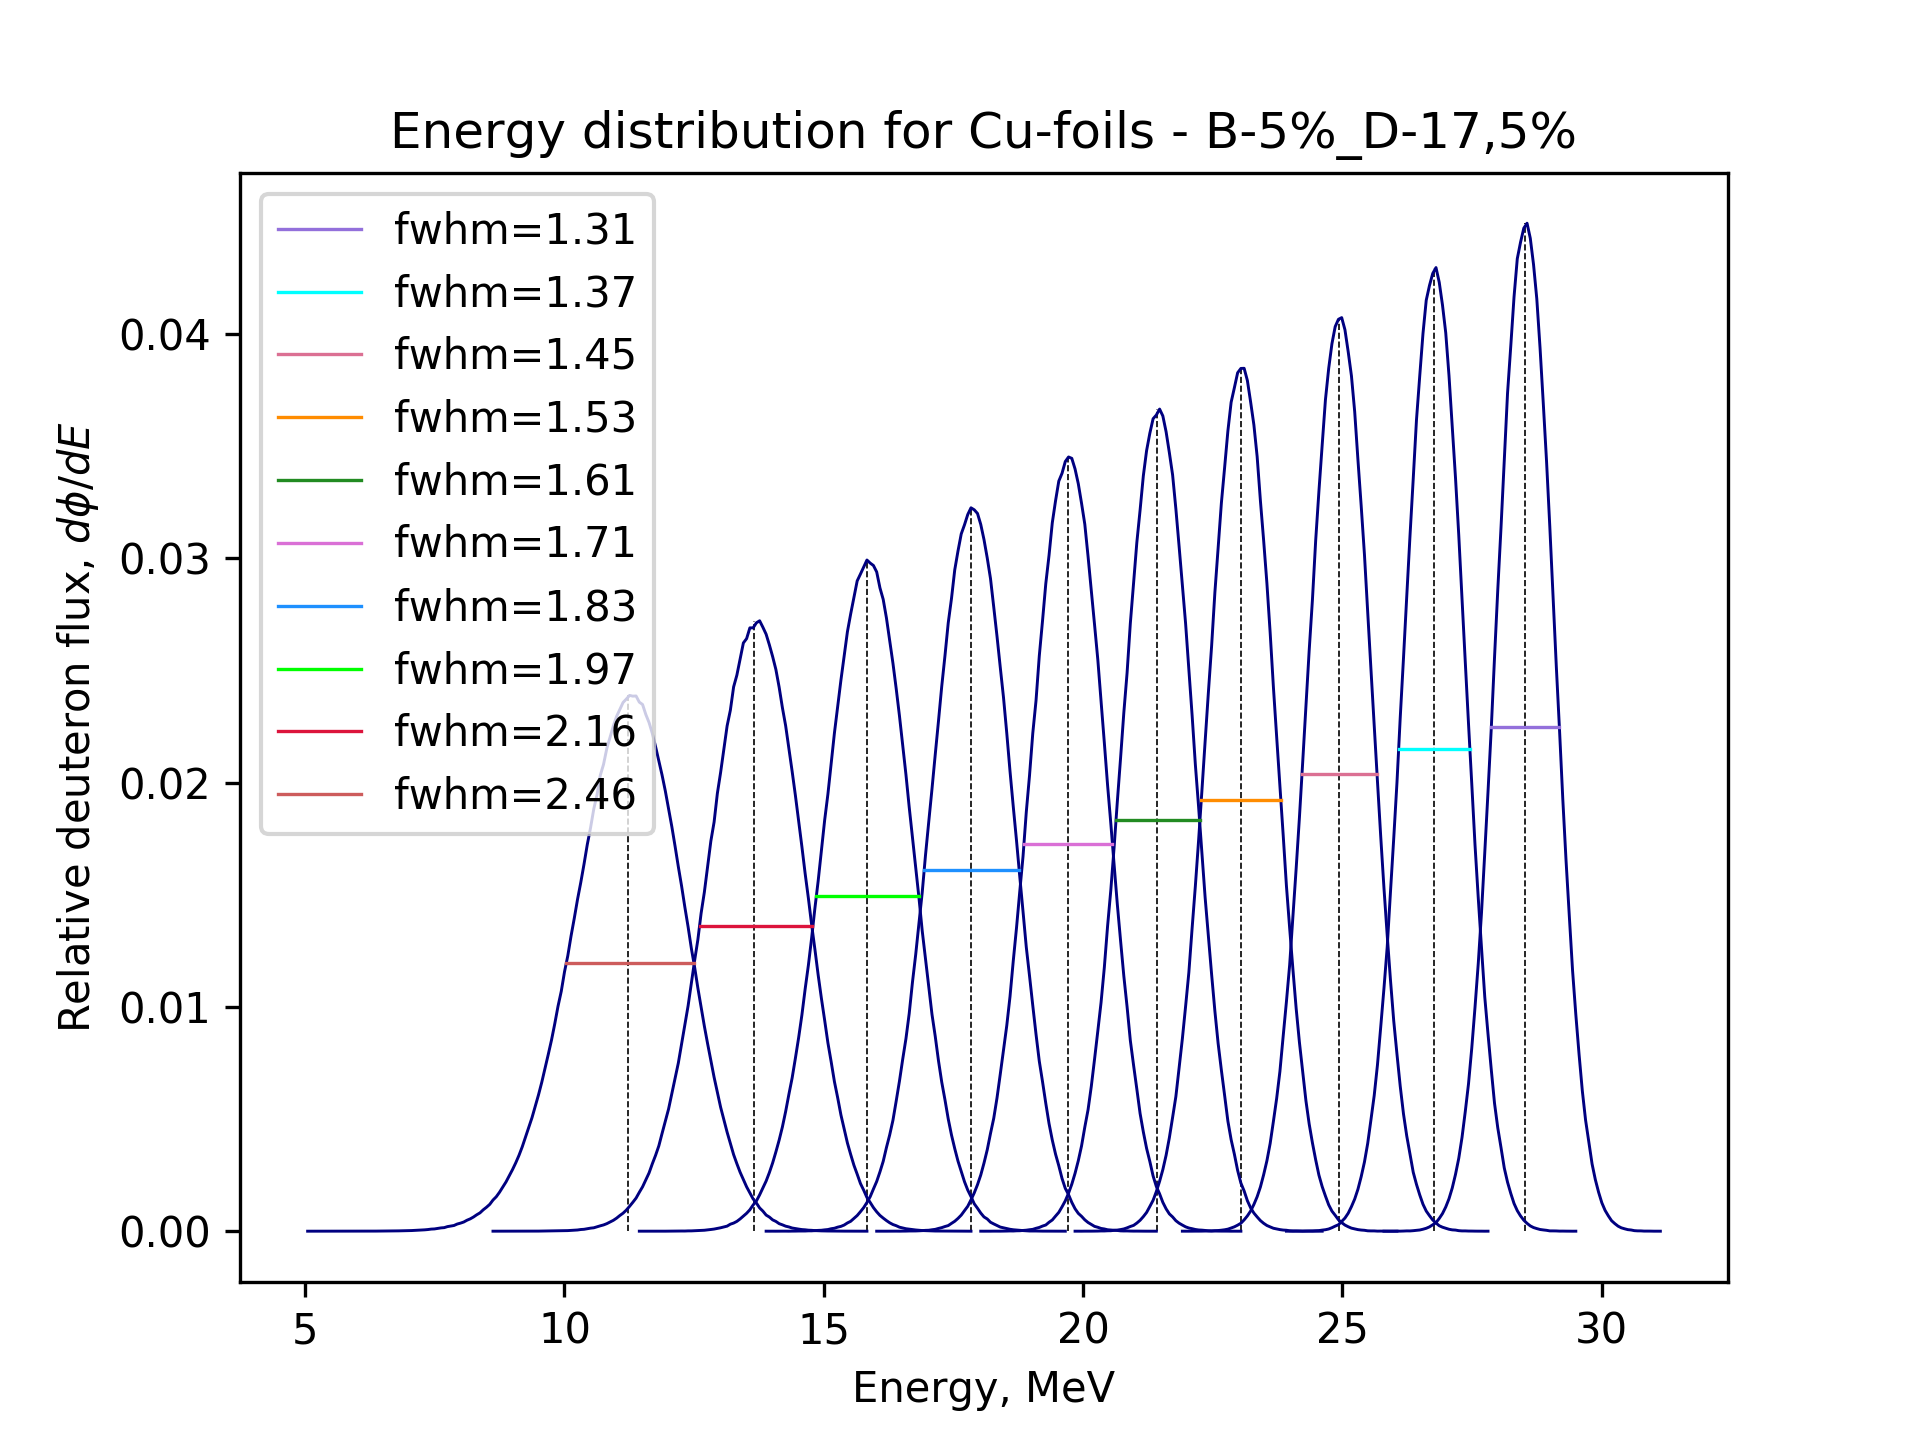 Energy distribution for Cu-foils - B-5%_D-17,5%
fwhm=1.31
fwhm=1.37
fwhm=1.45
fwhm=1.53
fwhm=1.61
fwhm=1.71
fwhm=1.83
fwhm=1.97
fwhm=2.16
fwhm=2.46
Relative deuteron flux, dϕ/dE
0.04
0.03
0.02
0.01
0.00
5 10 15 20 25 30
Energy, MeV